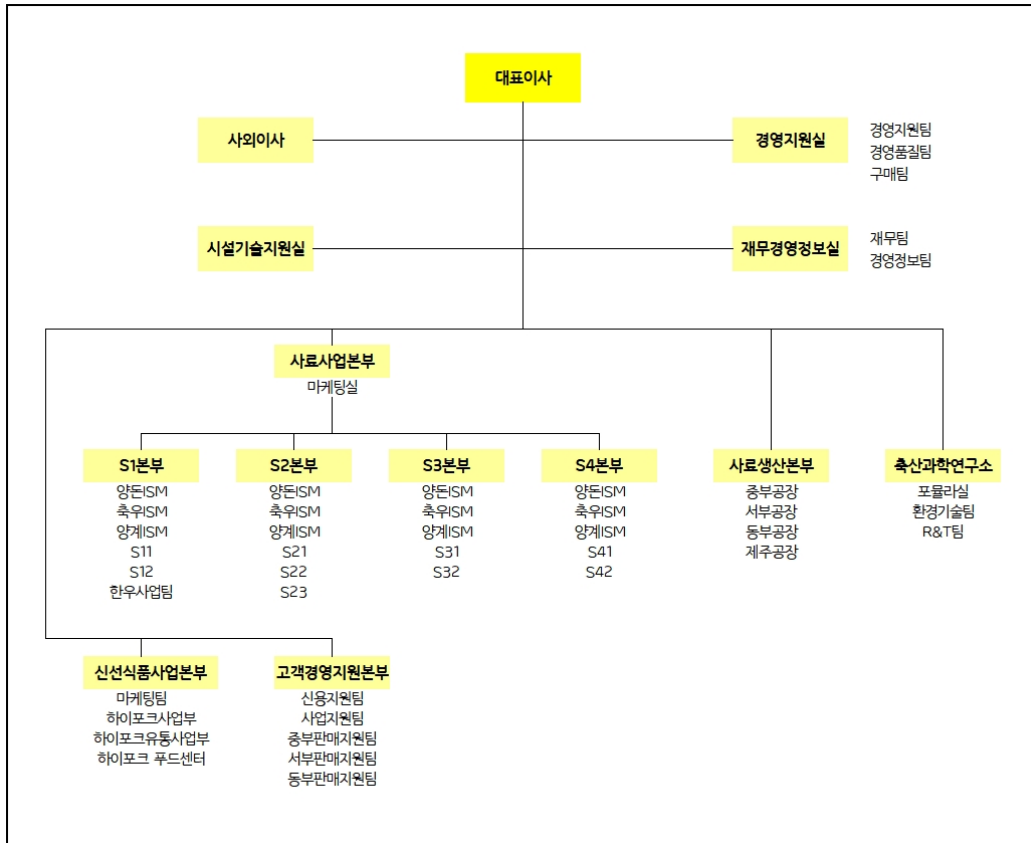 대표이사
사외이사
경영지원실
경영지원팀
경영품질팀
구매팀
시설기술지원실
재무경영정보실
재무팀
경영정보팀
사료사업본부
마케팅실
S1본부
양돈ISM
축우ISM
양계ISM
S11
S12
한우사업팀
S2본부
양돈ISM
축우ISM
양계ISM
S21
S22
S23
S3본부
양돈ISM
축우ISM
양계ISM
S31
S32
S4본부
양돈ISM
축우ISM
양계ISM
S41
S42
사료생산본부
중부공장
서부공장
동부공장
제주공장
축산과학연구소
포뮬라실
환경기술팀
R&T팀
신선식품사업본부
마케팅팀
하이포크사업부
하이포크유통사업부
하이포크 푸드센터
고객경영지원본부
신용지원팀
사업지원팀
중부판매지원팀
서부판매지원팀
동부판매지원팀